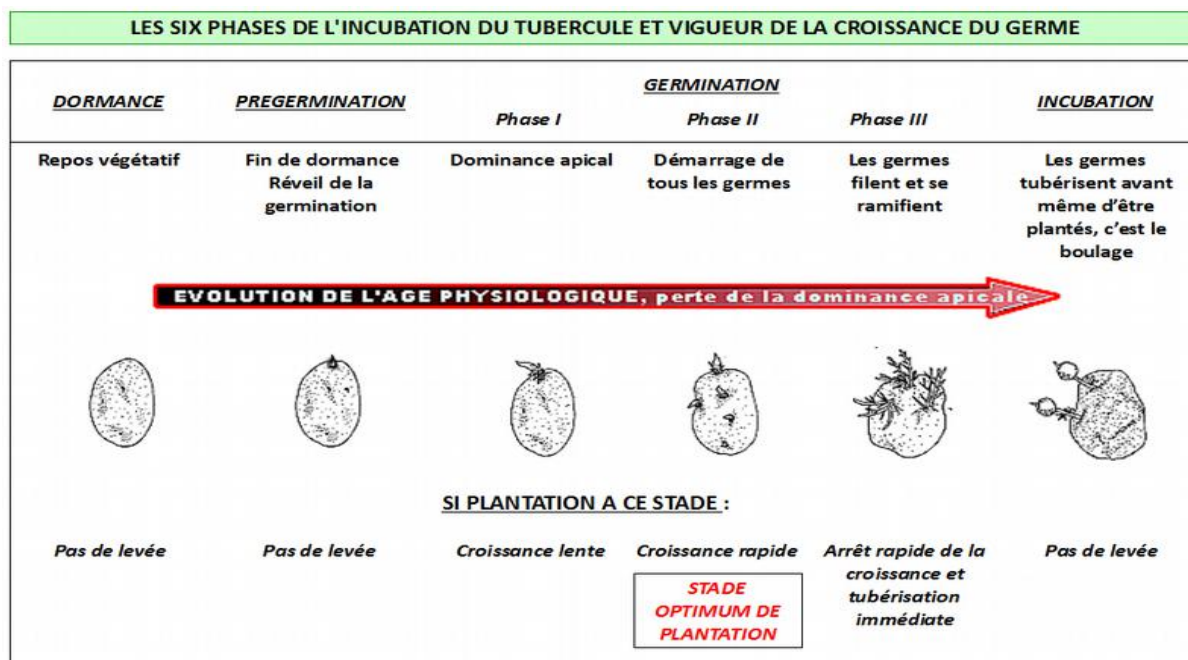 LES SIX PHASES DE L'INCUBATION DU TUBERCULE ET VIGUEUR DE LA CROISSANCE DU GERME
DORMANCE
PREGERMINATION
GERMINATION
Phase I
Phase II
Phase III
INCUBATION
Repos végétatif
Fin de dormance
Réveil de la
germination
Dominance apical
Démarrage de
tous les germes
Les germes
filent et se
ramifient
Les germes
tubérisent avant
même d'être
plantés, c'est le
boulage
EVOLUTION DE L'AGE PHYSIOLOGIQUE, perte de la dominance apicale
SI PLANTATION A CE STADE :
Pas de levée
Pas de levée
Croissance lente
Croissance rapide
STADE
OPTIMUM DE
PLANTATION
Arrêt rapide de la
croissance et
tubérisation
immédiate
Pas de levée